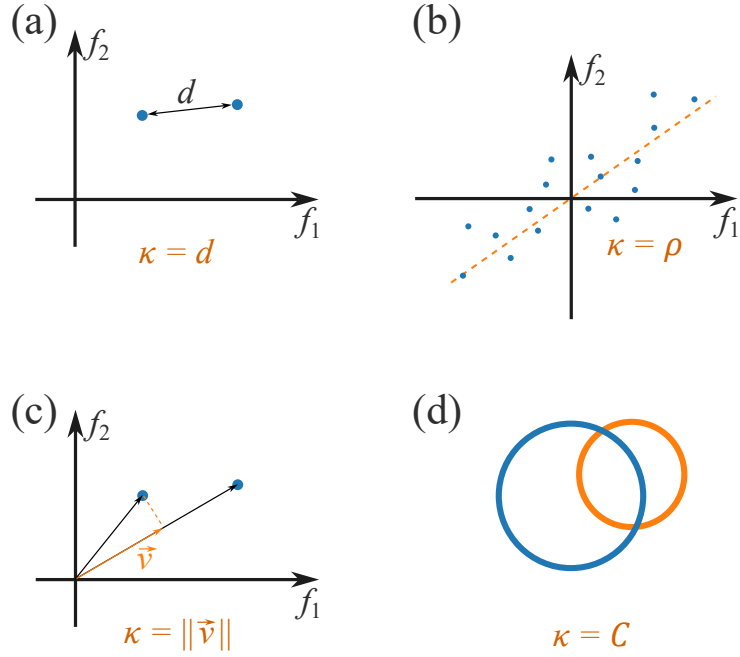 (a)
f₂
d
f₁
κ = d
(b)
f₂
f₁
κ = ρ
(c)
f₂
v⃗
f₁
κ = ‖v⃗‖
(d)
κ = C